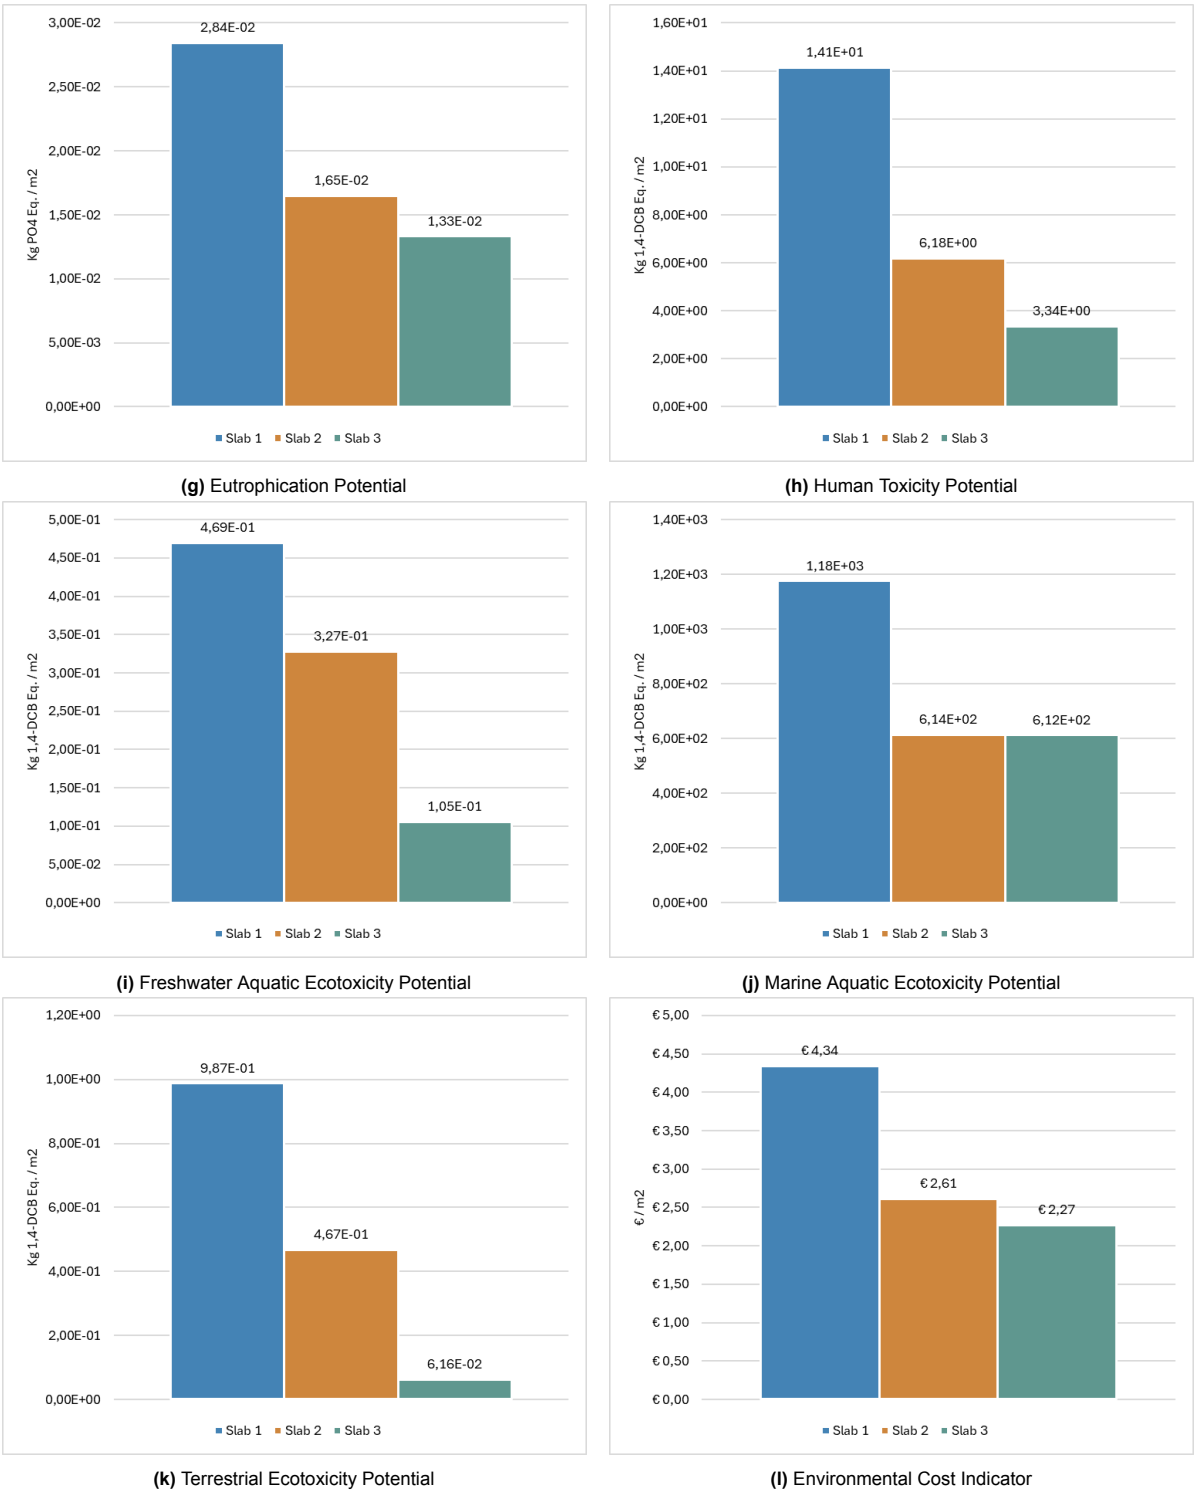 3,00E-02
2,50E-02
2,00E-02
1,50E-02
1,00E-02
5,00E-03
0,00E+00
Kg PO4 Eq. / m2
2,84E-02
1,65E-02
1,33E-02
Slab 1 Slab 2 Slab 3
(g) Eutrophication Potential
1,60E+01
1,40E+01
1,20E+01
1,00E+01
8,00E+00
6,00E+00
4,00E+00
2,00E+00
0,00E+00
Kg 1,4-DCB Eq. / m2
1,41E+01
6,18E+00
3,34E+00
Slab 1 Slab 2 Slab 3
(h) Human Toxicity Potential
5,00E-01
4,50E-01
4,00E-01
3,50E-01
3,00E-01
2,50E-01
2,00E-01
1,50E-01
1,00E-01
5,00E-02
0,00E+00
Kg 1,4-DCB Eq. / m2
4,69E-01
3,27E-01
1,05E-01
Slab 1 Slab 2 Slab 3
(i) Freshwater Aquatic Ecotoxicity Potential
1,40E+03
1,20E+03
1,00E+03
8,00E+02
6,00E+02
4,00E+02
2,00E+02
0,00E+00
Kg 1,4-DCB Eq. / m2
1,18E+03
6,14E+02
6,12E+02
Slab 1 Slab 2 Slab 3
(j) Marine Aquatic Ecotoxicity Potential
1,20E+00
1,00E+00
8,00E-01
6,00E-01
4,00E-01
2,00E-01
0,00E+00
Kg 1,4-DCB Eq. / m2
9,87E-01
4,67E-01
6,16E-02
Slab 1 Slab 2 Slab 3
(k) Terrestrial Ecotoxicity Potential
€ 5,00
€ 4,50
€ 4,00
€ 3,50
€ 3,00
€ 2,50
€ 2,00
€ 1,50
€ 1,00
€ 0,50
€ 0,00
€ / m2
€ 4,34
€ 2,61
€ 2,27
Slab 1 Slab 2 Slab 3
(l) Environmental Cost Indicator